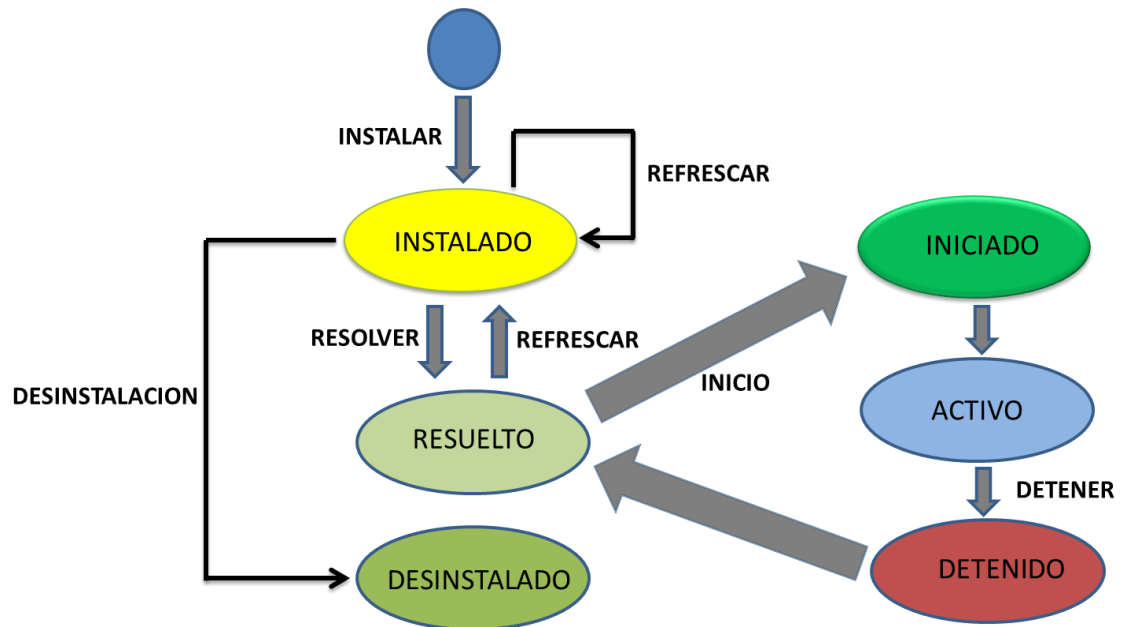 INSTALAR
REFRESCAR
INSTALADO
INICIADO
RESOLVER
REFRESCAR
INICIO
DESINSTALACION
ACTIVO
RESUELTO
DETENER
DESINSTALADO
DETENIDO